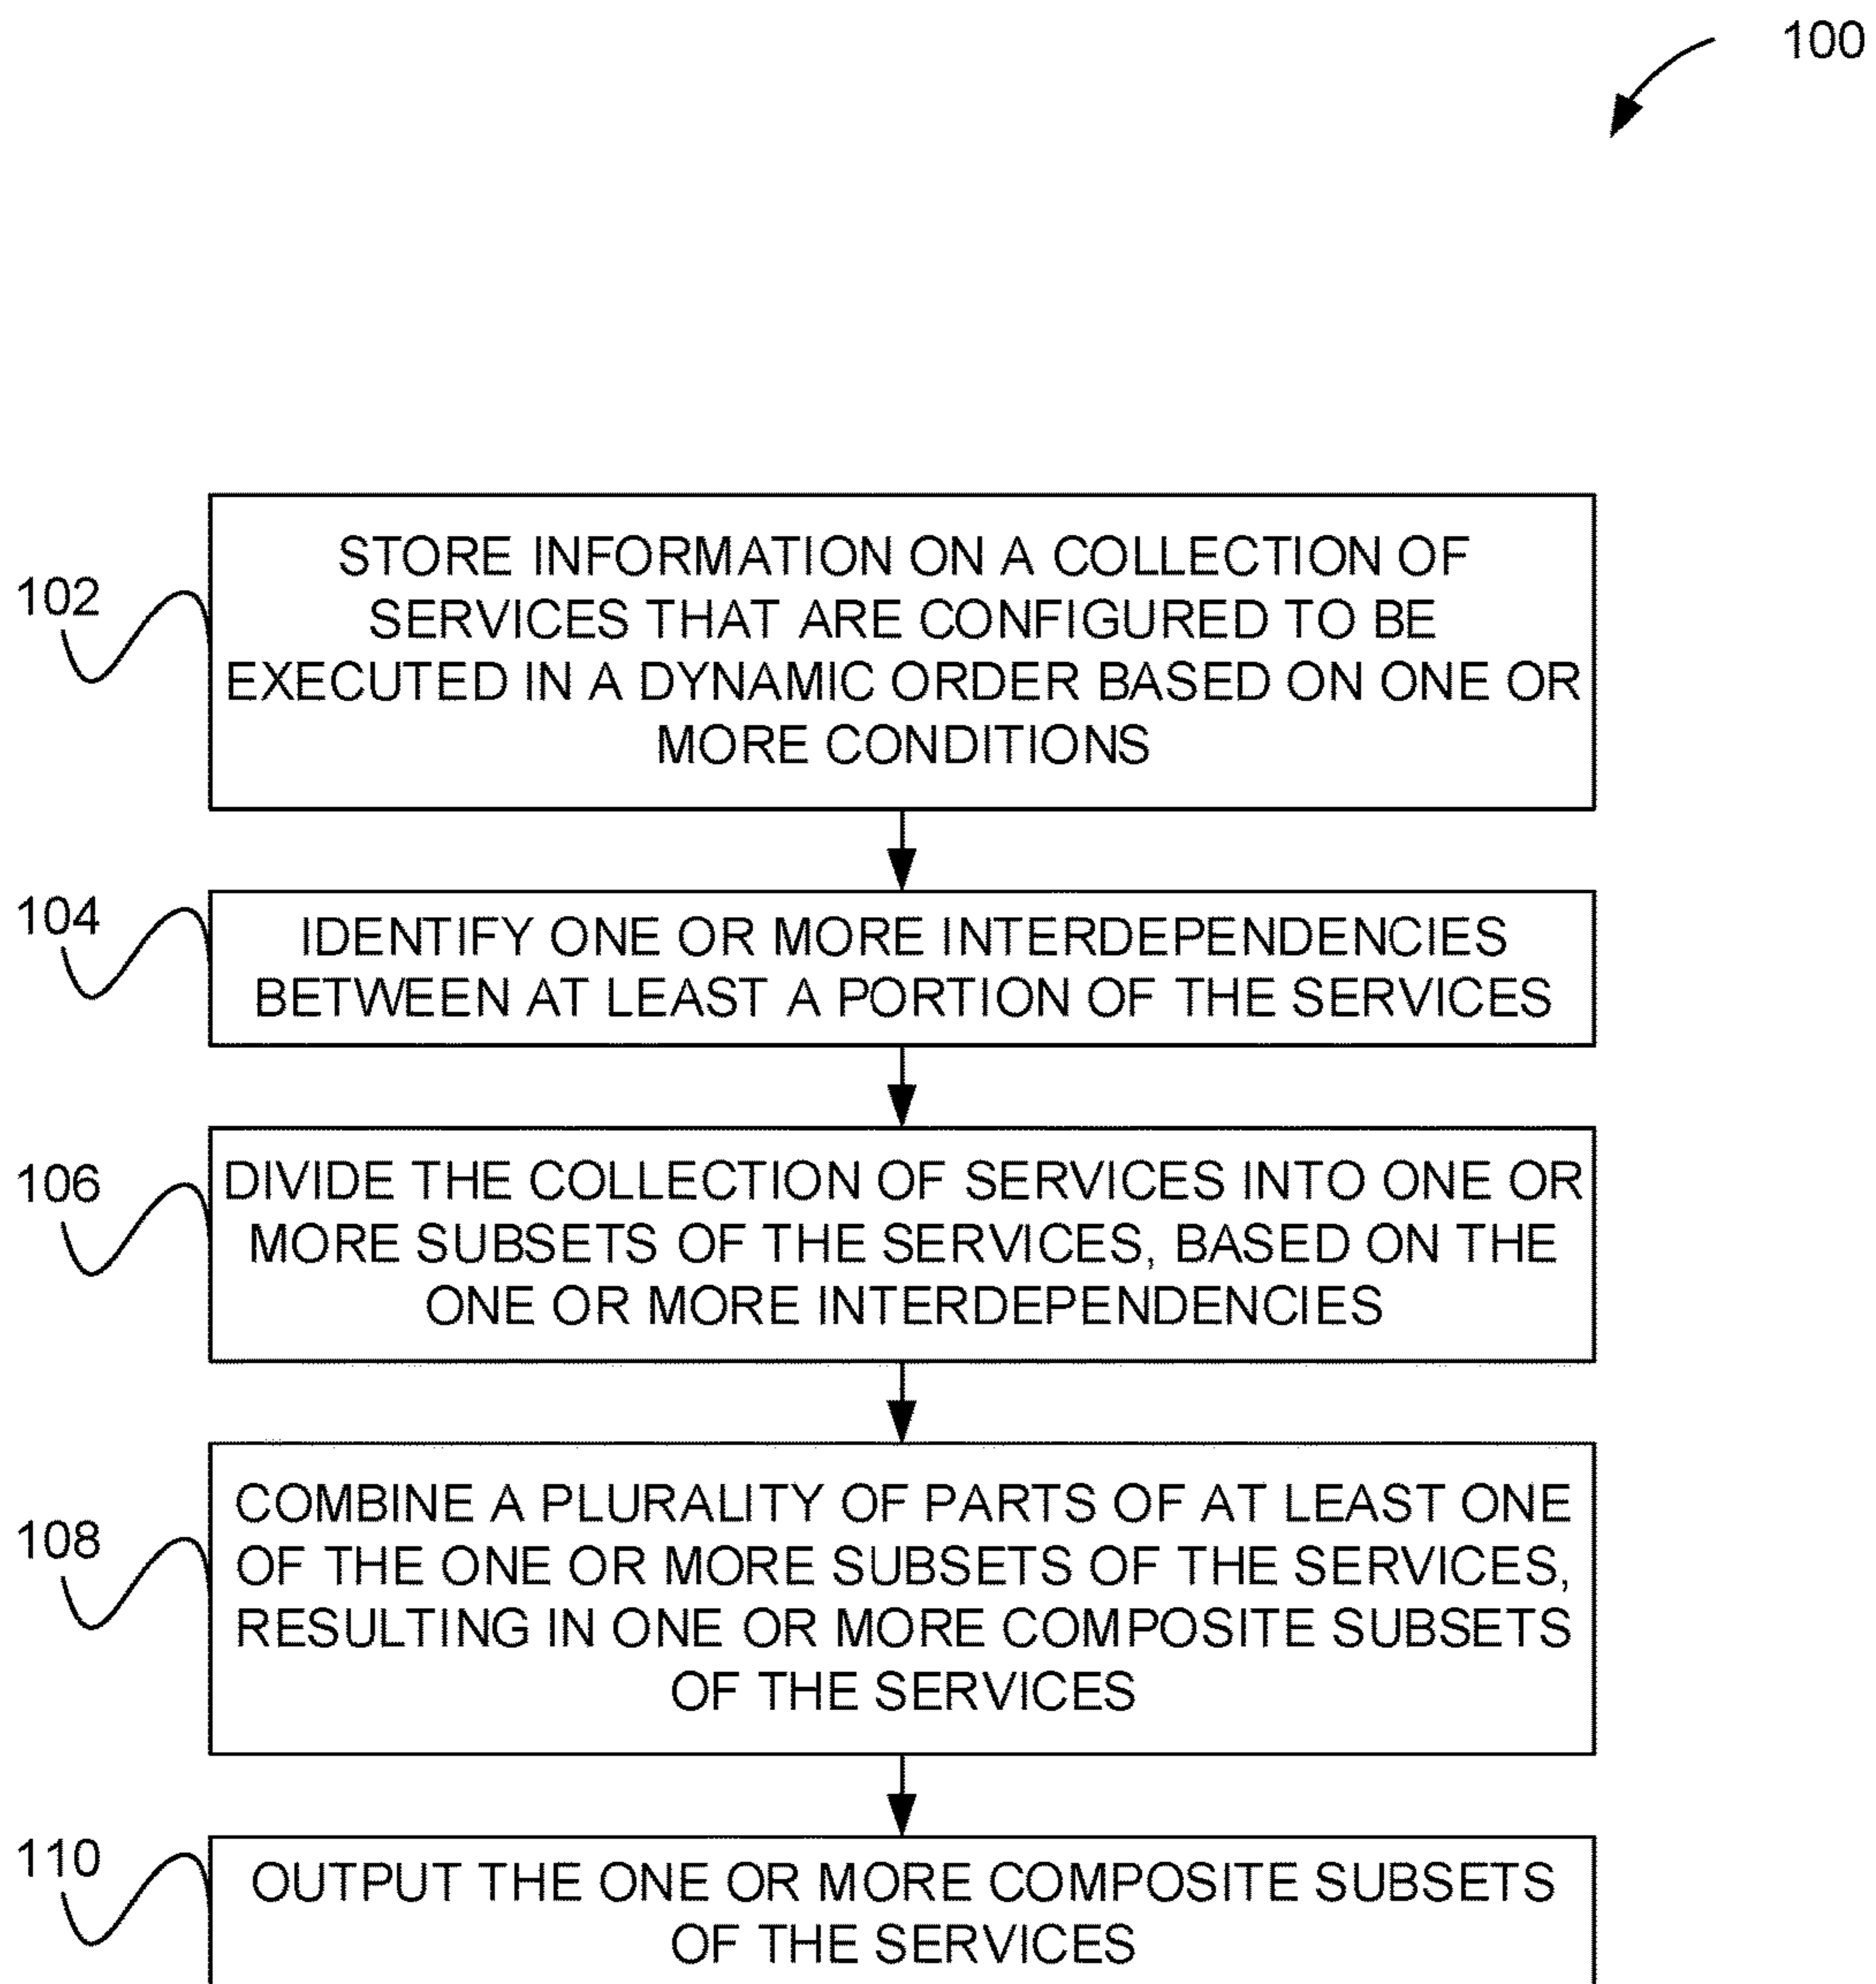 100
102
STORE INFORMATION ON A COLLECTION OF
SERVICES THAT ARE CONFIGURED TO BE
EXECUTED IN A DYNAMIC ORDER BASED ON ONE OR
MORE CONDITIONS
104
IDENTIFY ONE OR MORE INTERDEPENDENCIES
BETWEEN AT LEAST A PORTION OF THE SERVICES
106
DIVIDE THE COLLECTION OF SERVICES INTO ONE OR
MORE SUBSETS OF THE SERVICES, BASED ON THE
ONE OR MORE INTERDEPENDENCIES
108
COMBINE A PLURALITY OF PARTS OF AT LEAST ONE
OF THE ONE OR MORE SUBSETS OF THE SERVICES,
RESULTING IN ONE OR MORE COMPOSITE SUBSETS
OF THE SERVICES
110
OUTPUT THE ONE OR MORE COMPOSITE SUBSETS
OF THE SERVICES